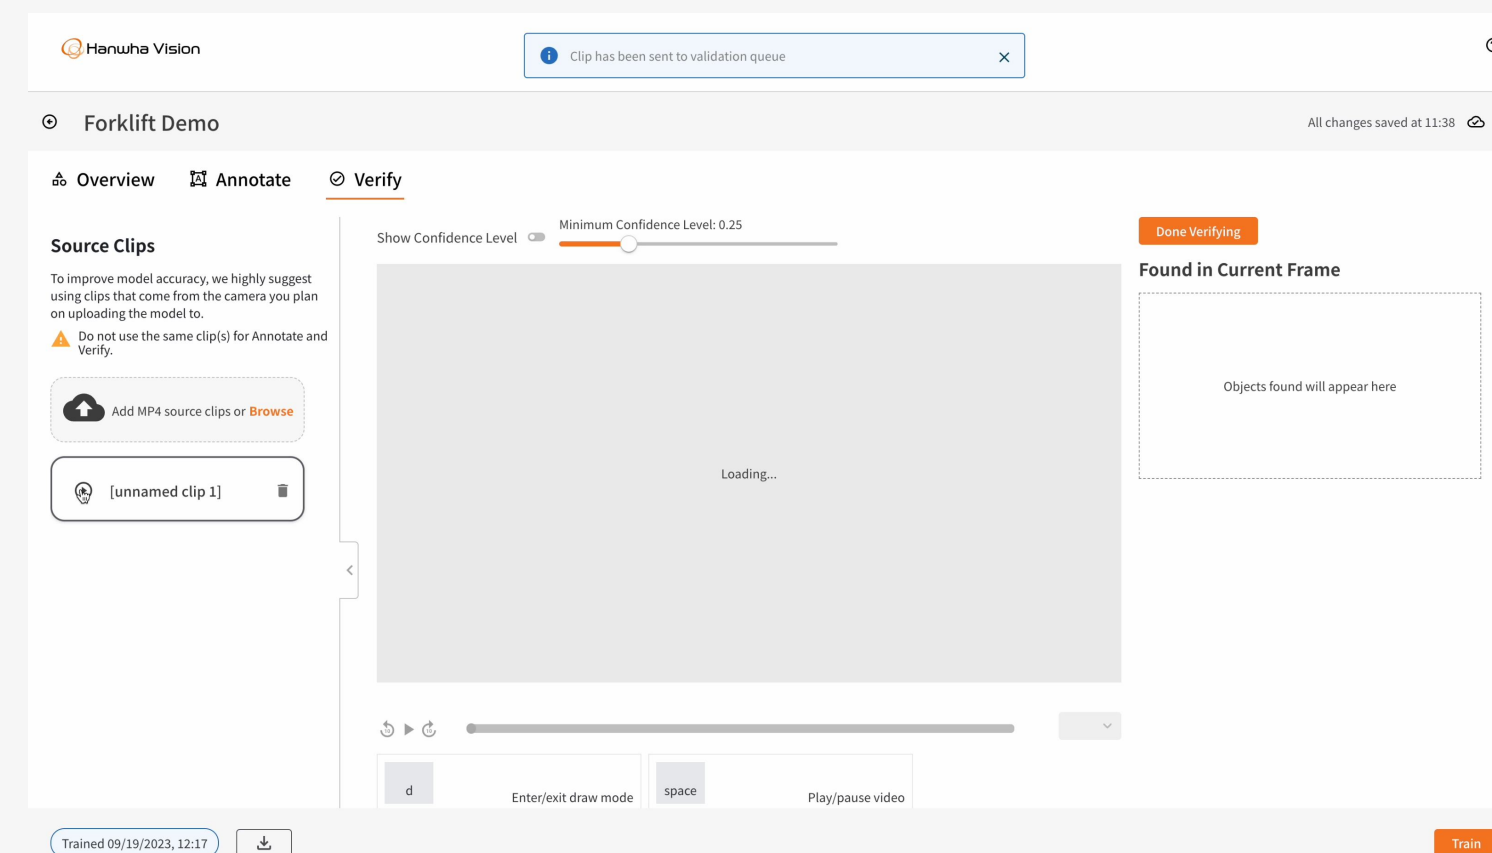 Hanwha Vision
Clip has been sent to validation queue
Forklift Demo
All changes saved at 11:38
Overview
Annotate
Verify
Source Clips
To improve model accuracy, we highly suggest
using clips that come from the camera you plan
on uploading the model to.
Do not use the same clip(s) for Annotate and
Verify.
Add MP4 source clips or Browse
[unnamed clip 1]
Show Confidence Level
Minimum Confidence Level: 0.25
Loading...
Done Verifying
Found in Current Frame
Objects found will appear here
10
10
d
Enter/exit draw mode
space
Play/pause video
Trained 09/19/2023, 12:17
Train